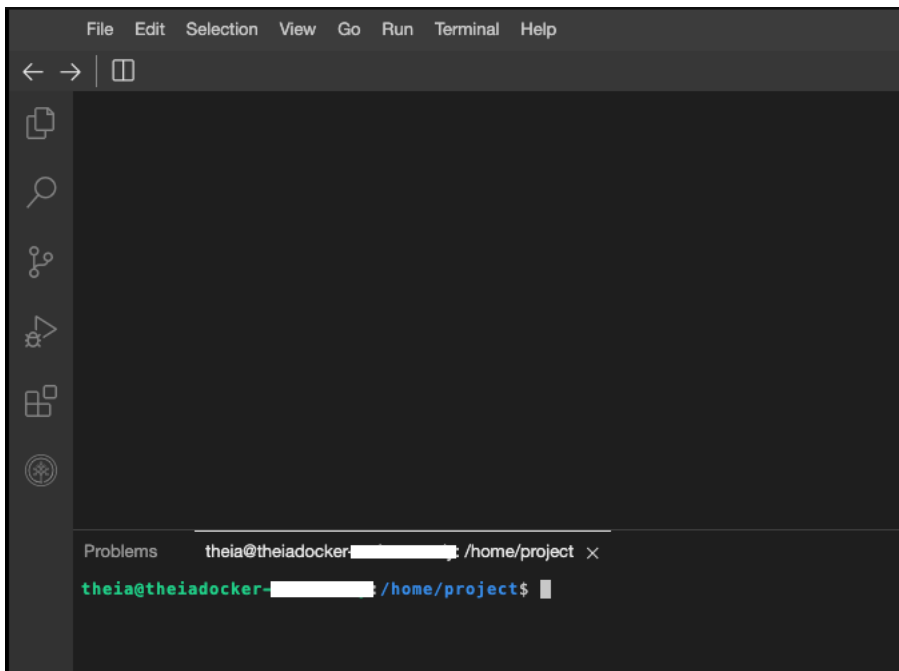 File Edit Selection View Go Run Terminal Help
Problems theia@theiadocker- : /home/project ×
theia@theiadocker- :/home/project$